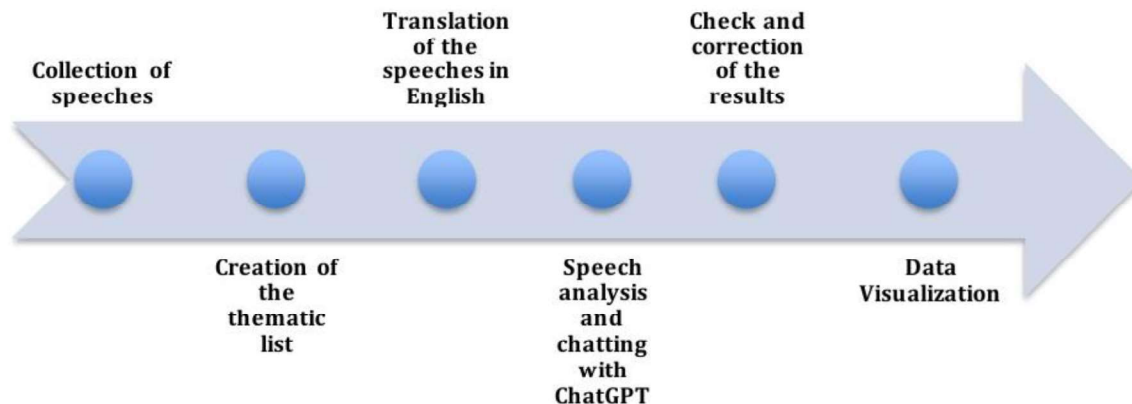 Collection of
speeches
Creation of
the
thematic
list
Translation
of the
speeches in
English
Speech
analysis
and
chatting
with
ChatGPT
Check and
correction
of the
results
Data
Visualization